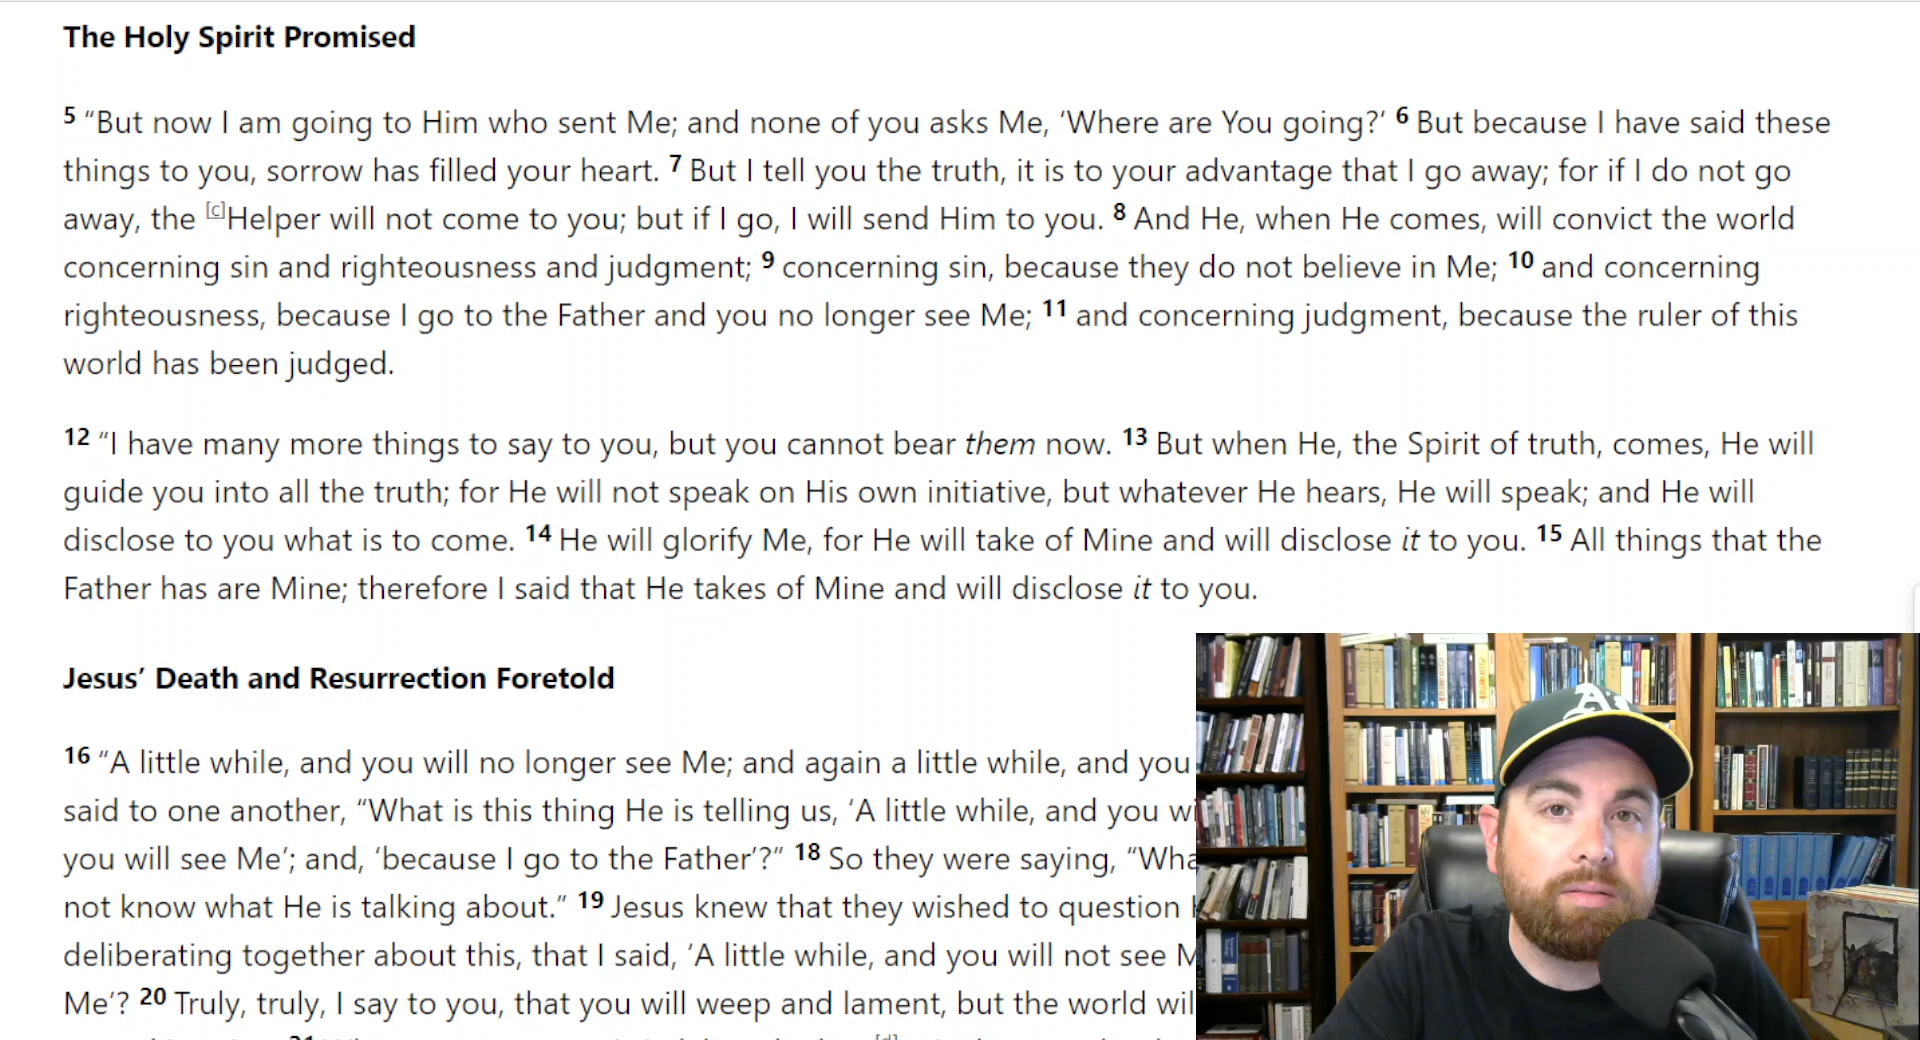 The Holy Spirit Promised
5 “But now I am going to Him who sent Me; and none of you asks Me, ‘Where are You going?’ 6 But because I have said these
things to you, sorrow has filled your heart. 7 But I tell you the truth, it is to your advantage that I go away; for if I do not go
away, the [c]Helper will not come to you; but if I go, I will send Him to you. 8 And He, when He comes, will convict the world
concerning sin and righteousness and judgment; 9 concerning sin, because they do not believe in Me; 10 and concerning
righteousness, because I go to the Father and you no longer see Me; 11 and concerning judgment, because the ruler of this
world has been judged.
12 “I have many more things to say to you, but you cannot bear them now. 13 But when He, the Spirit of truth, comes, He will
guide you into all the truth; for He will not speak on His own initiative, but whatever He hears, He will speak; and He will
disclose to you what is to come. 14 He will glorify Me, for He will take of Mine and will disclose it to you. 15 All things that the
Father has are Mine; therefore I said that He takes of Mine and will disclose it to you.
Jesus’ Death and Resurrection Foretold
16 “A little while, and you will no longer see Me; and again a little while, and you
said to one another, “What is this thing He is telling us, ‘A little while, and you
you will see Me’; and, ‘because I go to the Father’?” 18 So they were saying,
not know what He is talking about.” 19 Jesus knew that they wished to question
deliberating together about this, that I said, ‘A little while, and you will not see
Me’? 20 Truly, truly, I say to you, that you will weep and lament, but the world
A's